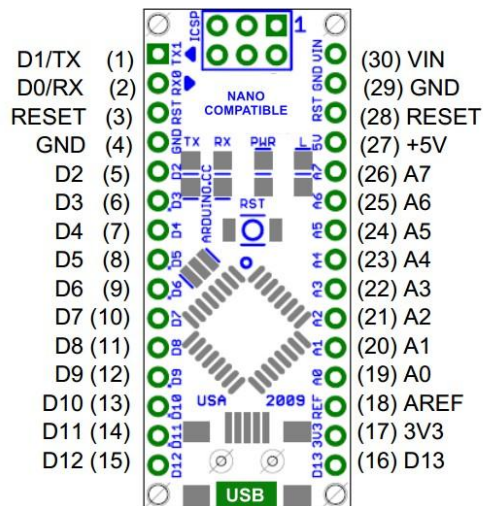 D1/TX (1)
D0/RX (2)
RESET (3)
GND (4)
D2 (5)
D3 (6)
D4 (7)
D5 (8)
D6 (9)
D7 (10)
D8 (11)
D9 (12)
D10 (13)
D11 (14)
D12 (15)
TX1
RX0
RST
GND
D2
D3
D4
D5
D6
D7
D8
D9
D10
D11
D12
ICSP
1
NANO
COMPATIBLE
TX RX PWR L
ARDUINO.CC
RST
USA 2009
USB
VIN
GND
RST
5V
A7
A6
A5
A4
A3
A2
A1
A0
REF
3V3
D13
(30) VIN
(29) GND
(28) RESET
(27) +5V
(26) A7
(25) A6
(24) A5
(23) A4
(22) A3
(21) A2
(20) A1
(19) A0
(18) AREF
(17) 3V3
(16) D13